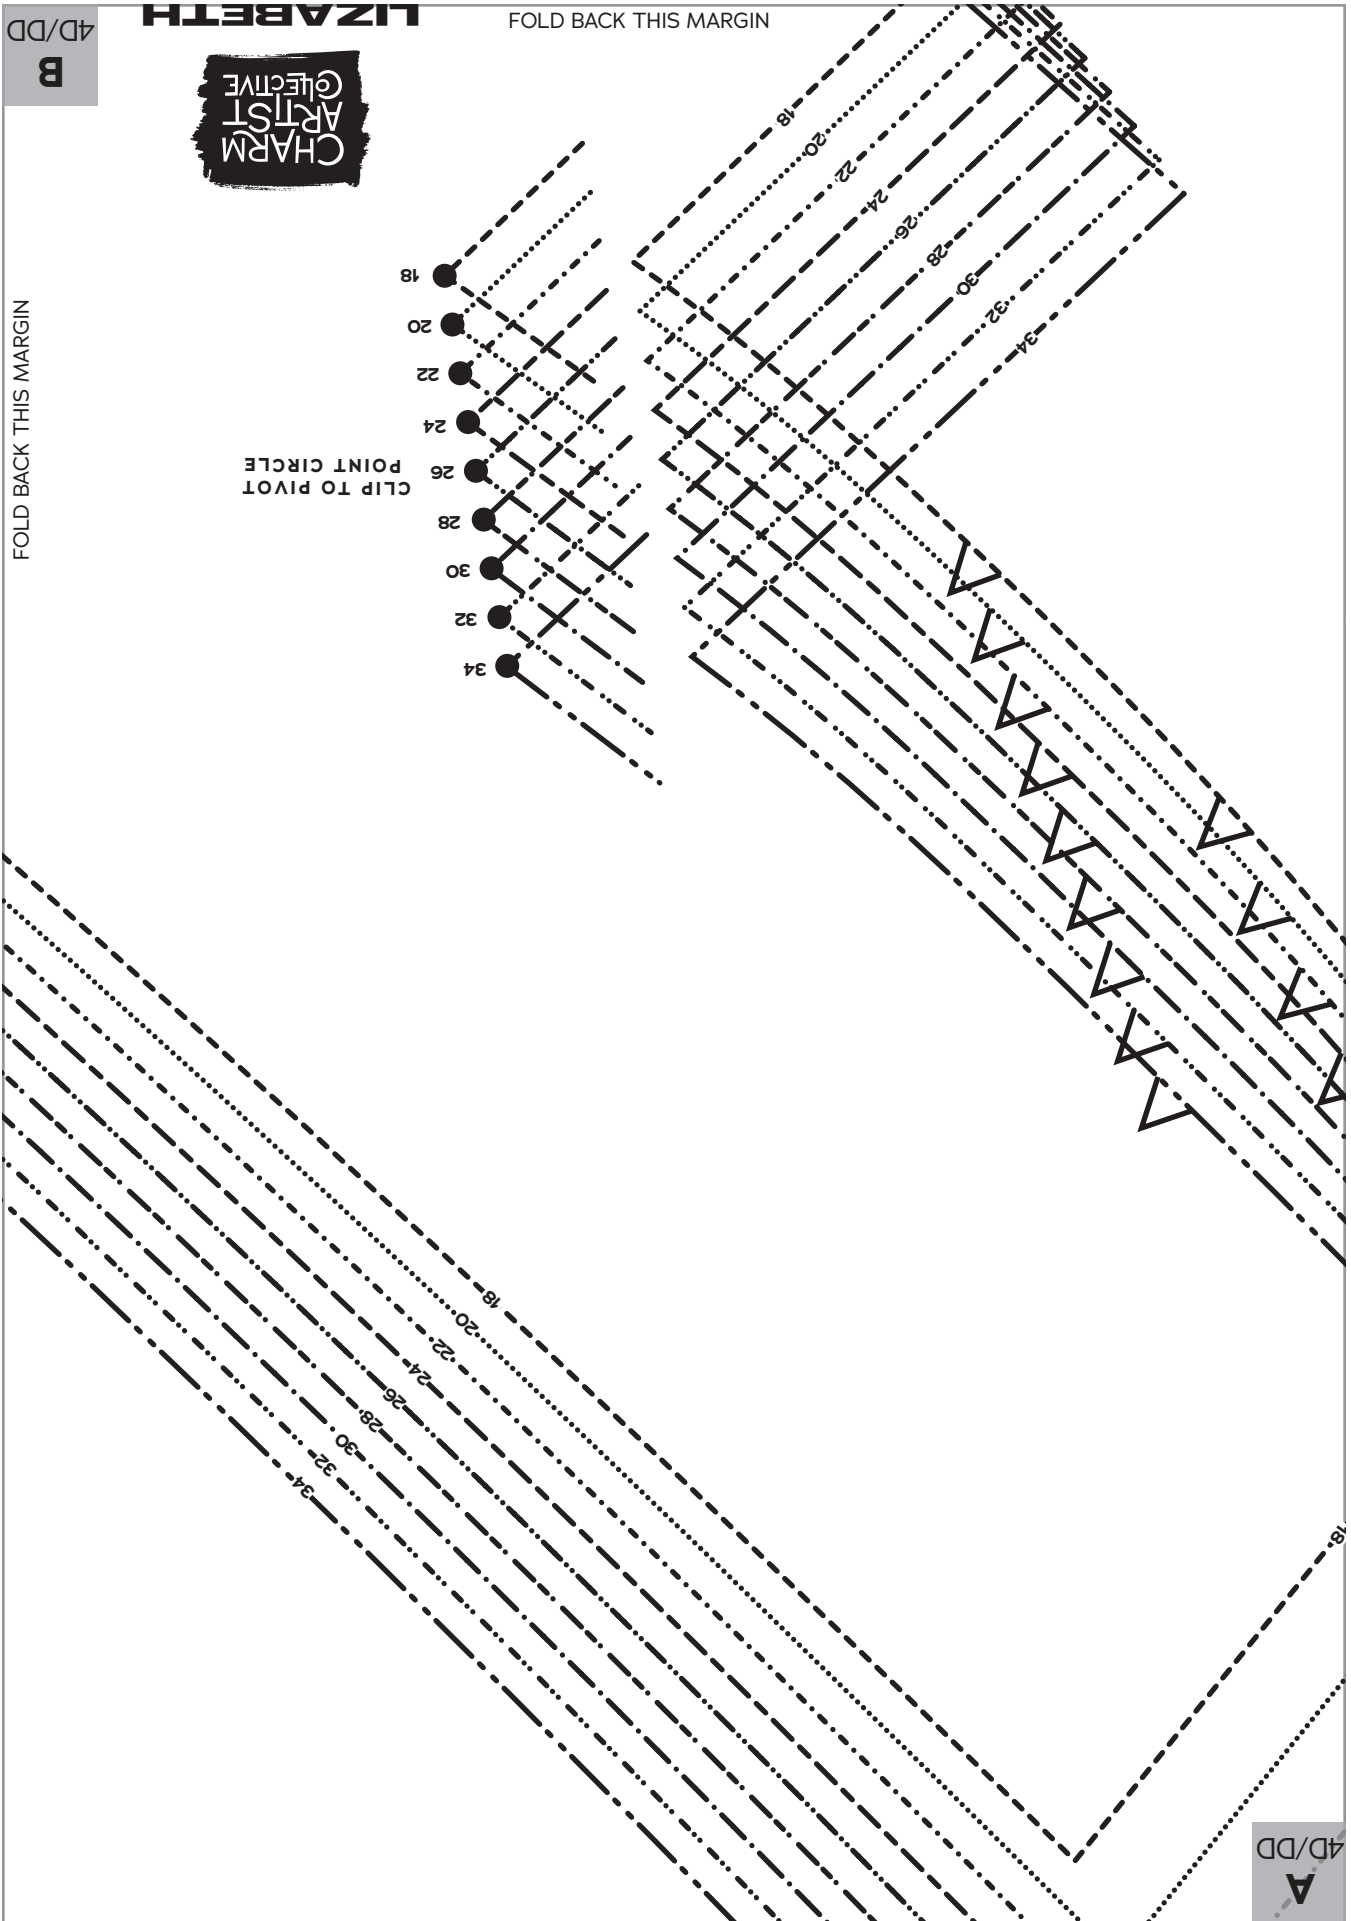 4D/DD
B
LIZABETH
FOLD BACK THIS MARGIN
CHARM
ARTIST
COLLECTIVE
FOLD BACK THIS MARGIN
18
20
22
24
26
28
30
32
34
18
20
22
24
26
28
30
32
34
CLIP TO PIVOT
POINT CIRCLE
18
20
22
24
26
28
30
32
34
18
4D/DD
A